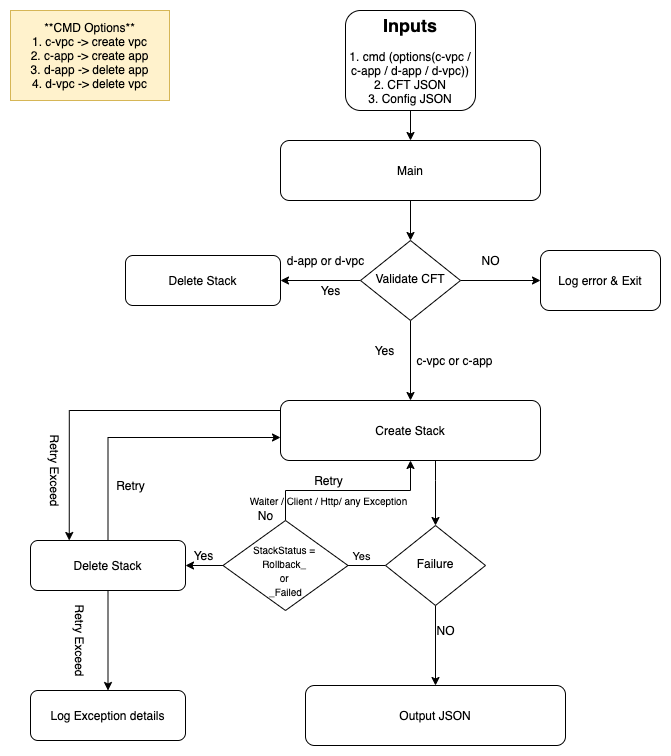 **CMD Options**
1. c-vpc -> create vpc
2. c-app -> create app
3. d-app -> delete app
4. d-vpc -> delete vpc
Inputs
1. cmd (options(c-vpc /
c-app / d-app / d-vpc))
2. CFT JSON
3. Config JSON
Main
Validate CFT
d-app or d-vpc
Yes
Delete Stack
NO
Log error & Exit
Yes
c-vpc or c-app
Create Stack
Retry Exceed
Retry
Retry
Waiter / Client / Http/ any Exception
No
StackStatus =
Rollback_
or
_Failed
Yes
Failure
Yes
Delete Stack
Retry Exceed
NO
Log Exception details
Output JSON